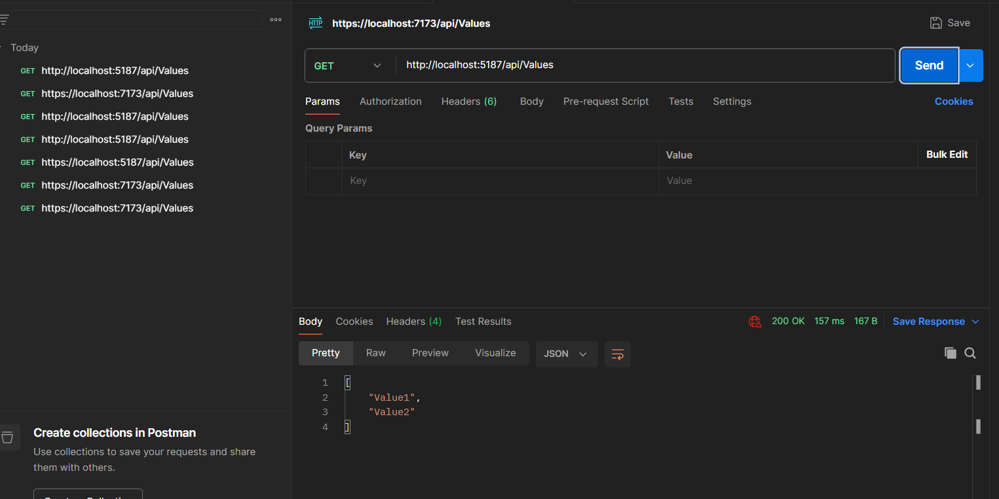 Today
GET http://localhost:5187/api/Values
GET https://localhost:7173/api/Values
GET http://localhost:5187/api/Values
GET http://localhost:5187/api/Values
GET https://localhost:5187/api/Values
GET https://localhost:7173/api/Values
GET https://localhost:7173/api/Values
Create collections in Postman
Use collections to save your requests and share
them with others.
HTTP https://localhost:7173/api/Values Save
GET http://localhost:5187/api/Values Send
Params Authorization Headers (6) Body Pre-request Script Tests Settings Cookies
Query Params
Key Value Bulk Edit
Key Value
Body Cookies Headers (4) Test Results 200 OK 157 ms 167 B Save Response
Pretty Raw Preview Visualize JSON
1 [
2 "Value1",
3 "Value2"
4 ]